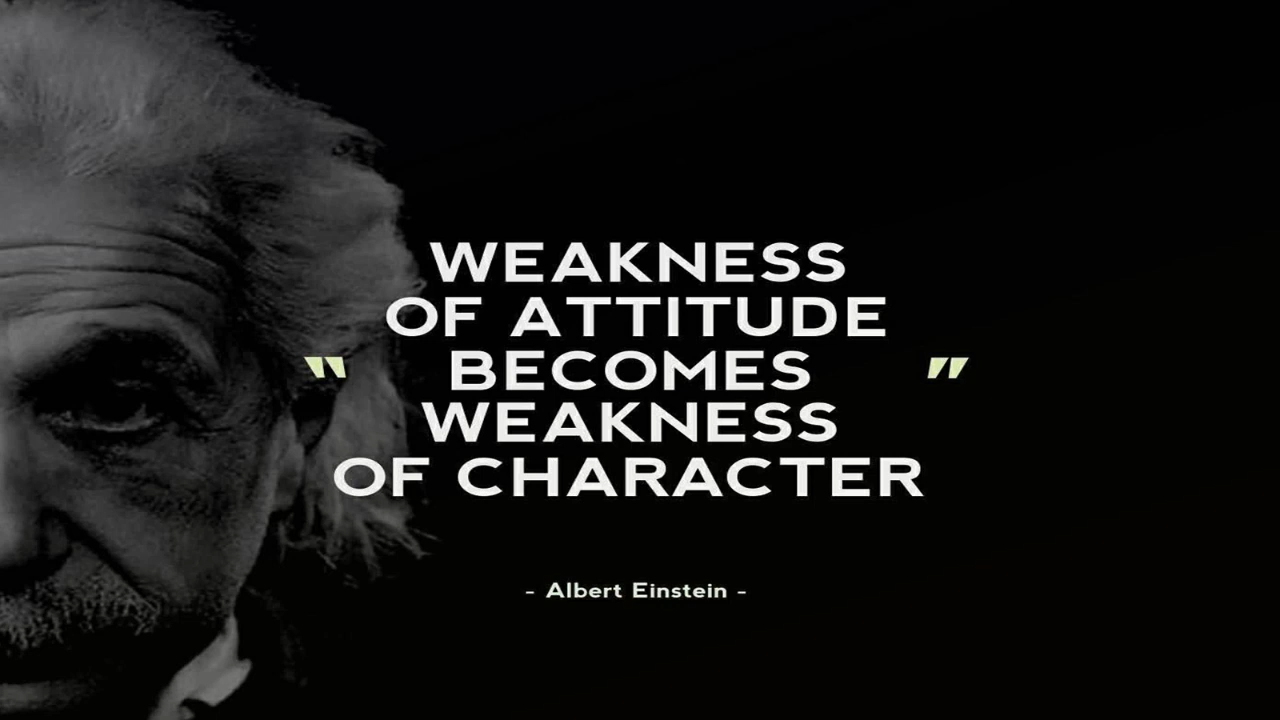 WEAKNESS
OF ATTITUDE
" BECOMES "
WEAKNESS
OF CHARACTER
- Albert Einstein -